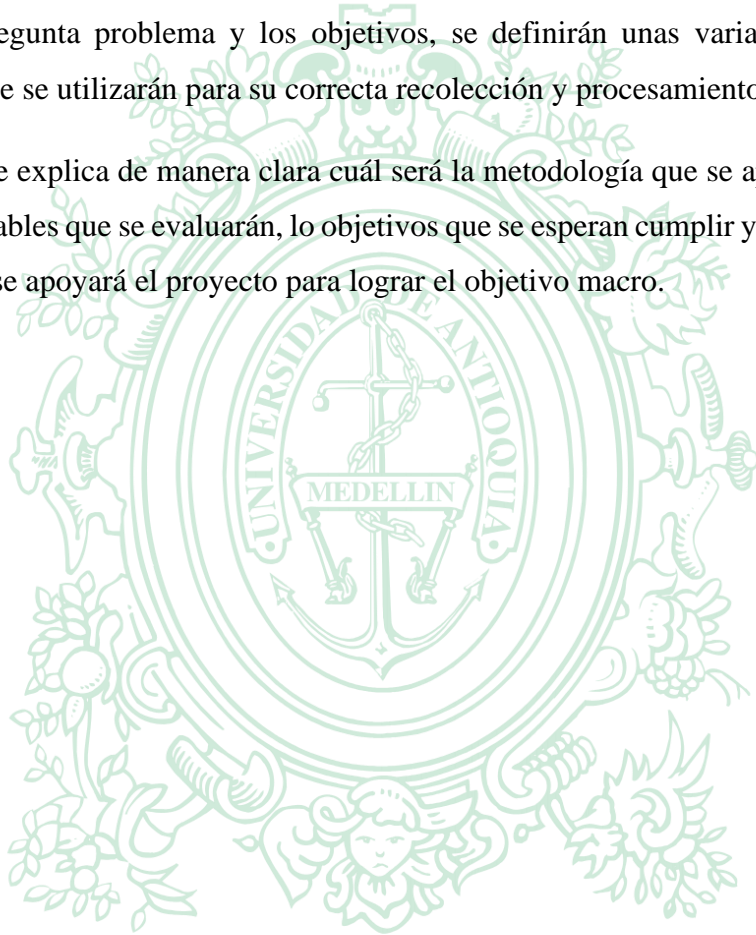 egunta problema y los objetivos, se definirán unas varia
e se utilizarán para su correcta recolección y procesamiento
e explica de manera clara cuál será la metodología que se a
ables que se evaluarán, lo objetivos que se esperan cumplir y
se apoyará el proyecto para lograr el objetivo macro.
UNIVERSIDAD DE ANTIOQUIA
MEDELLIN